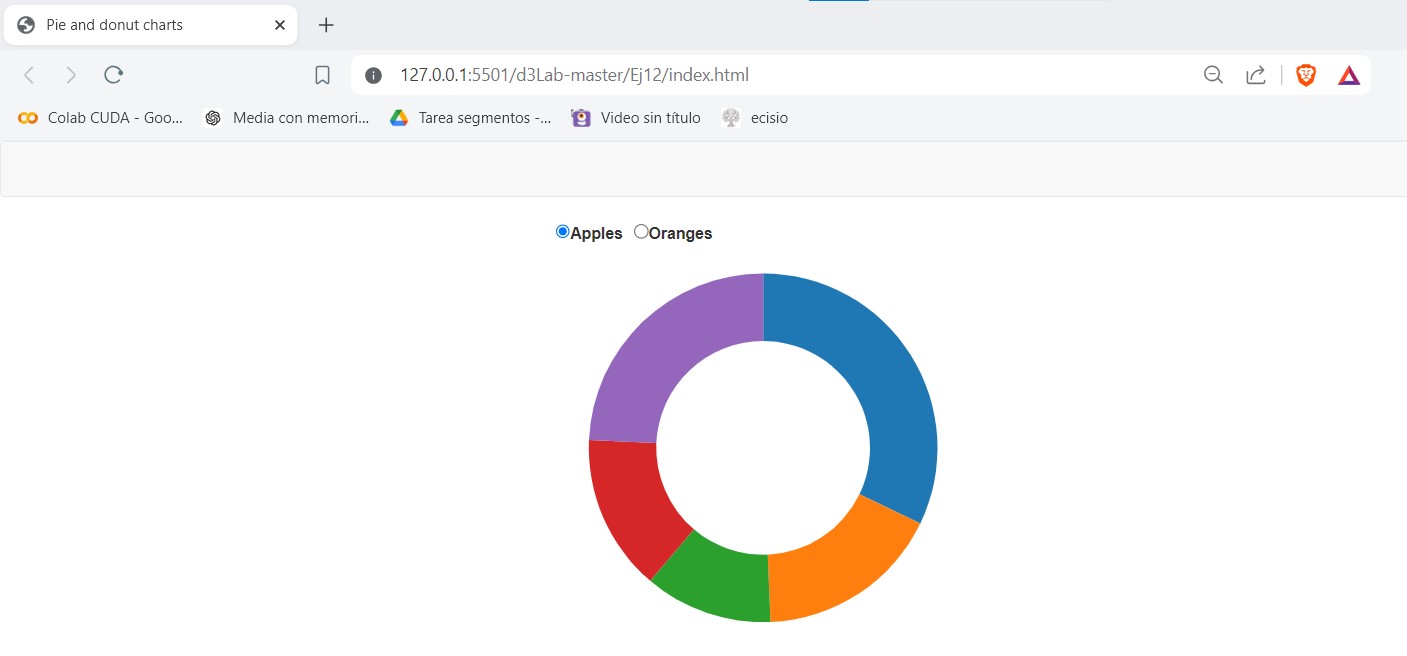 Pie and donut charts
127.0.0.1:5501/d3Lab-master/Ej12/index.html
Colab CUDA - Goo... Media con memori... Tarea segmentos -... Video sin título ecisio
Apples Oranges